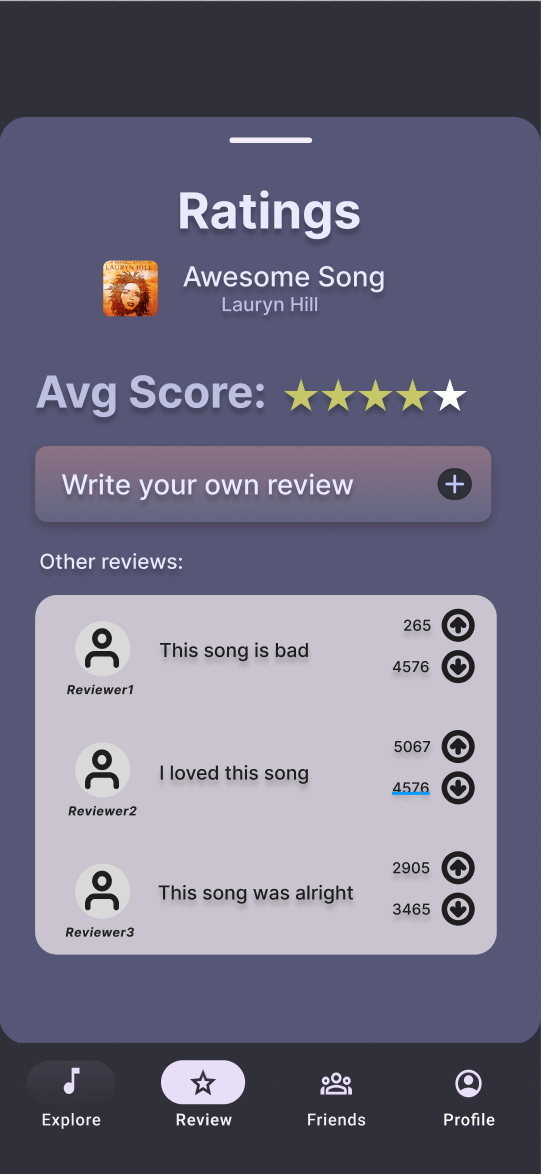 Ratings
LAURYN HILL
Awesome Song
Lauryn Hill
Avg Score:
Write your own review
Other reviews:
265
This song is bad
4576
Reviewer1
5067
I loved this song
4576
Reviewer2
2905
This song was alright
3465
Reviewer3
Explore Review Friends Profile